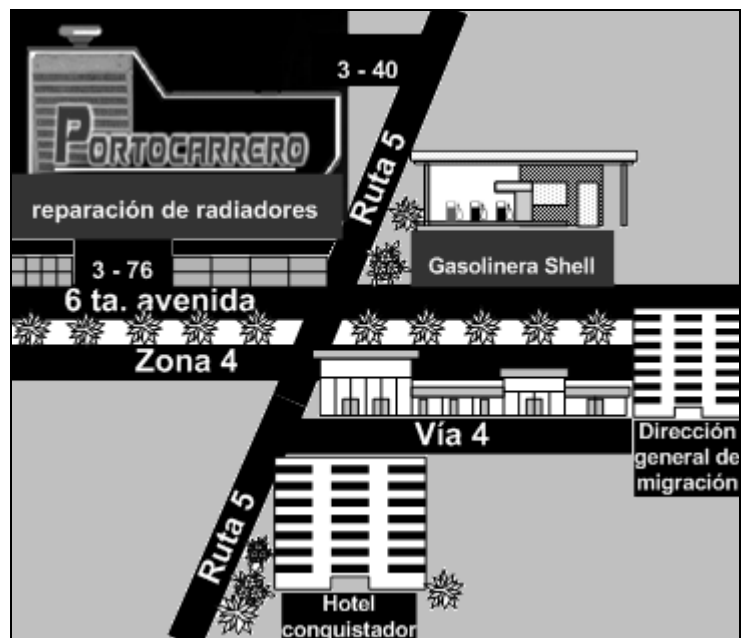 3 - 40
PORTOCARRERO
Ruta 5
reparación de radiadores
Gasolinera Shell
3 - 76
6 ta. avenida
Zona 4
Vía 4
Dirección
general de
migración
Ruta 5
Hotel
conquistador